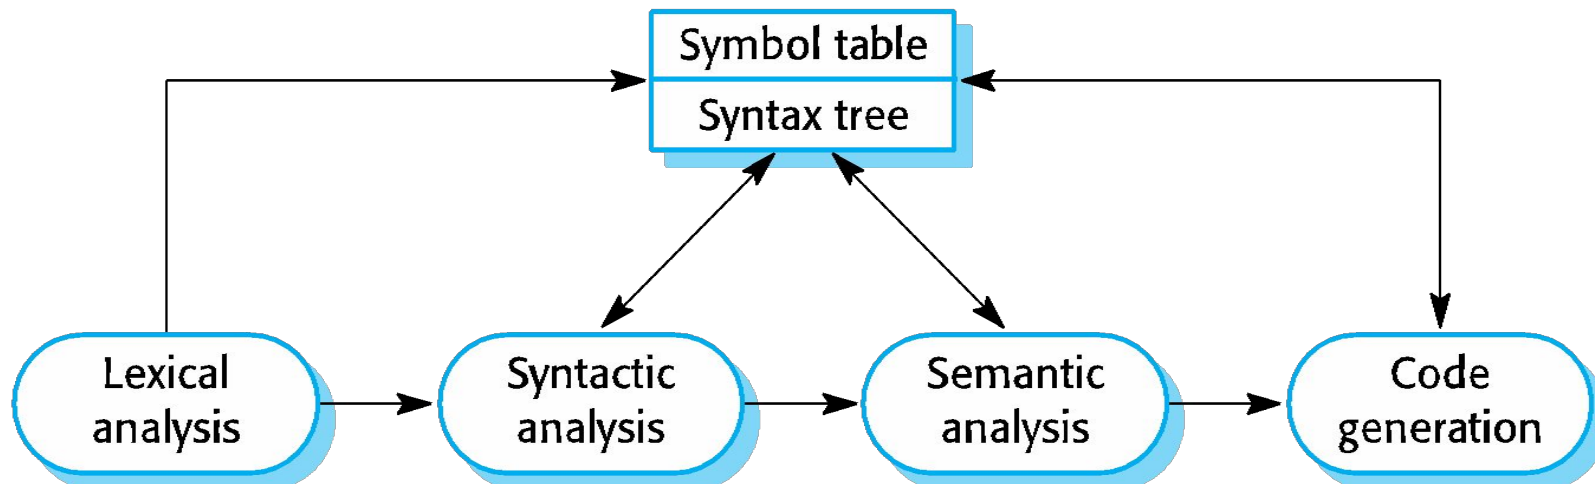 Symbol table
Syntax tree
Lexical
analysis
Syntactic
analysis
Semantic
analysis
Code
generation